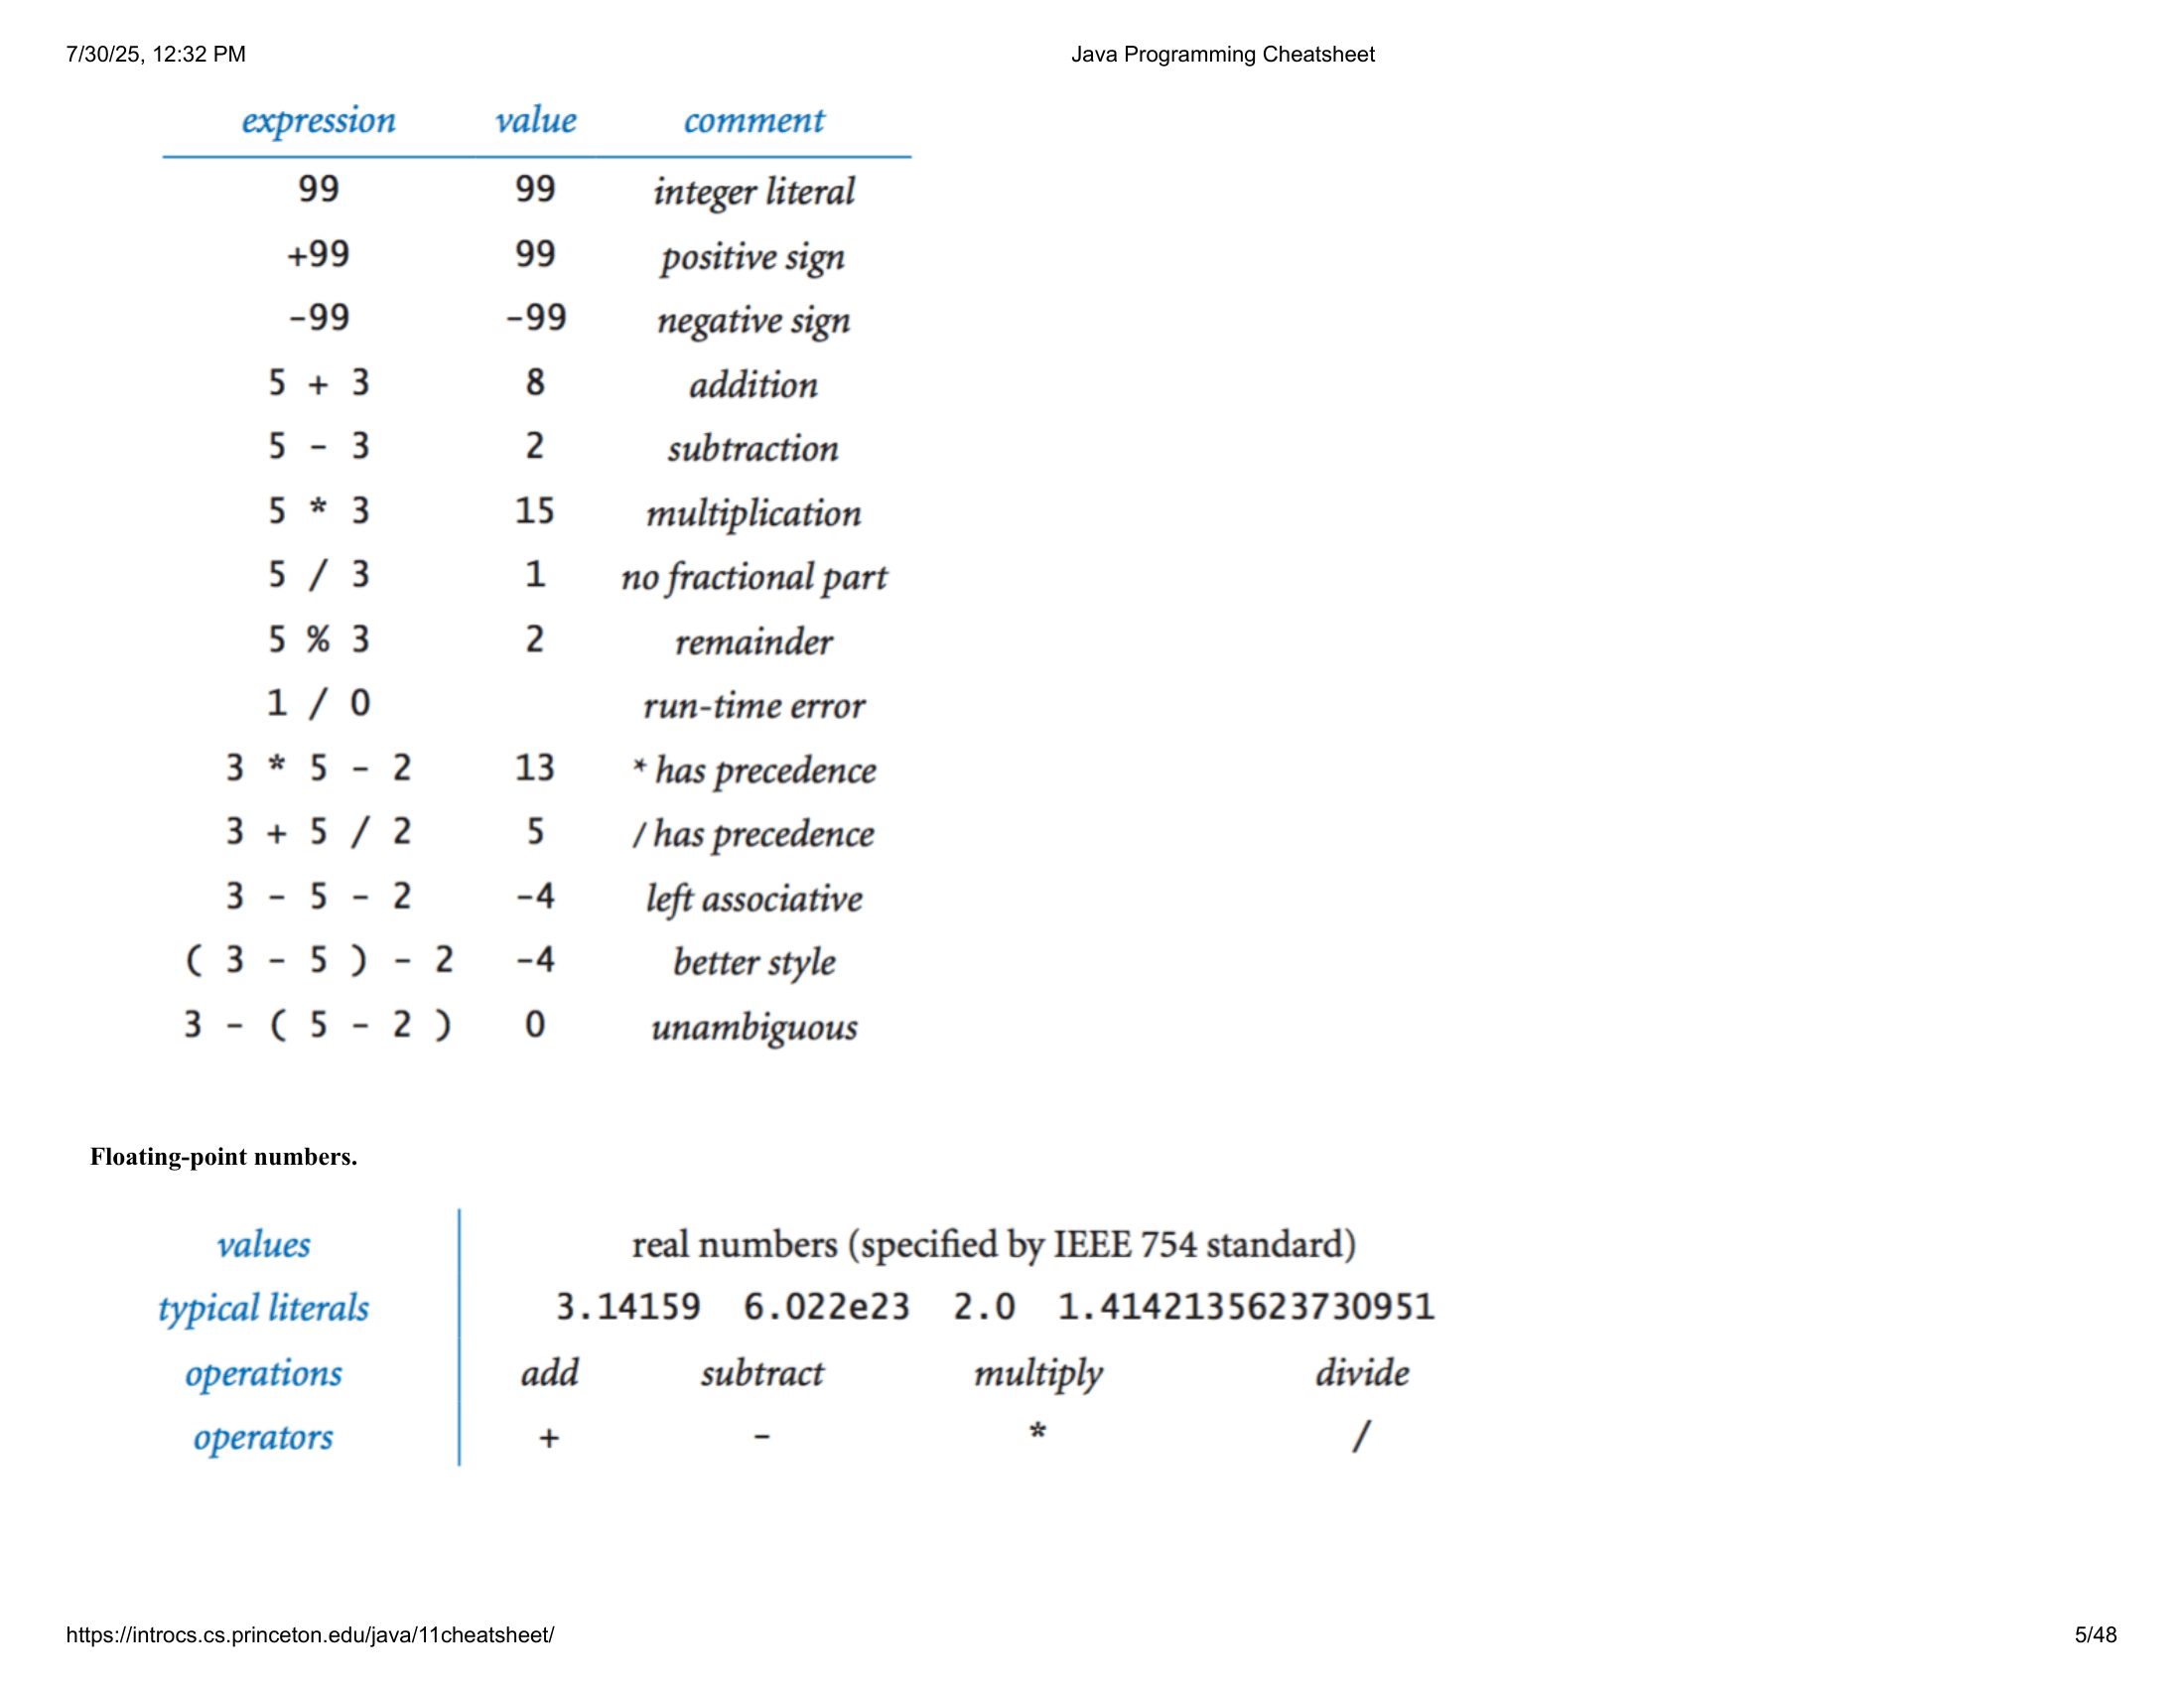 7/30/25, 12:32 PM Java Programming Cheatsheet
expression value comment
99 99 integer literal
+99 99 positive sign
-99 -99 negative sign
5 + 3 8 addition
5 - 3 2 subtraction
5 * 3 15 multiplication
5 / 3 1 no fractional part
5 % 3 2 remainder
1 / 0 run-time error
3 * 5 - 2 13 * has precedence
3 + 5 / 2 5 / has precedence
3 - 5 - 2 -4 left associative
( 3 - 5 ) - 2 -4 better style
3 - ( 5 - 2 ) 0 unambiguous
Floating-point numbers.
values real numbers (specified by IEEE 754 standard)
typical literals 3.14159 6.022e23 2.0 1.4142135623730951
operations add subtract multiply divide
operators + - * /
https://introcs.cs.princeton.edu/java/11cheatsheet/ 5/48